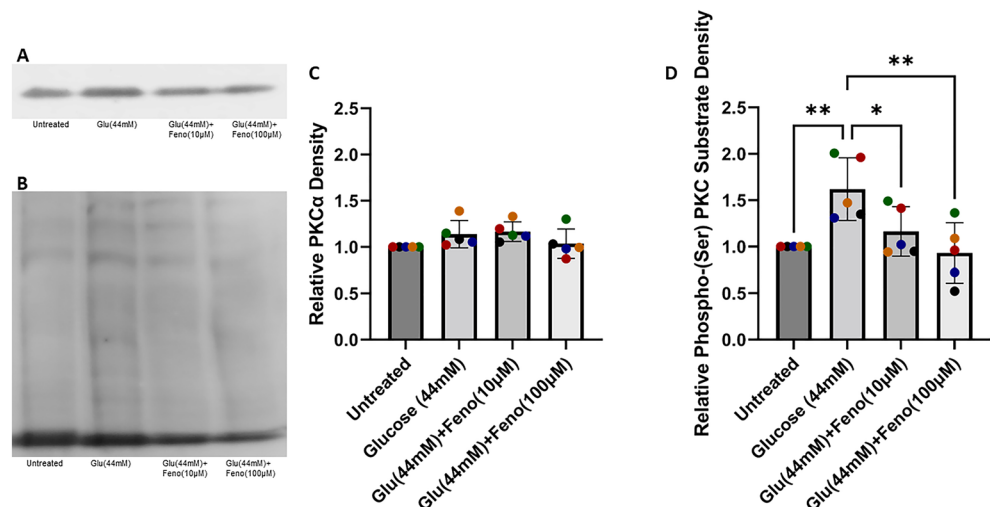 A
Untreated
Glu(44mM)
Glu(44mM)+
Feno(10μM)
Glu(44mM)+
Feno(100μM)
B
Untreated
Glu(44mM)
Glu(44mM)+
Feno(10μM)
Glu(44mM)+
Feno(100μM)
C
Relative PKCα Density
2.5
2.0
1.5
1.0
0.5
0.0
Untreated
Glucose (44mM)
Glu(44mM)+Feno(10μM)
Glu(44mM)+Feno(100μM)
D
Relative Phospho-(Ser) PKC Substrate Density
2.5
2.0
1.5
1.0
0.5
0.0
**
**
*
Untreated
Glucose (44mM)
Glu(44mM)+Feno(10μM)
Glu(44mM)+Feno(100μM)